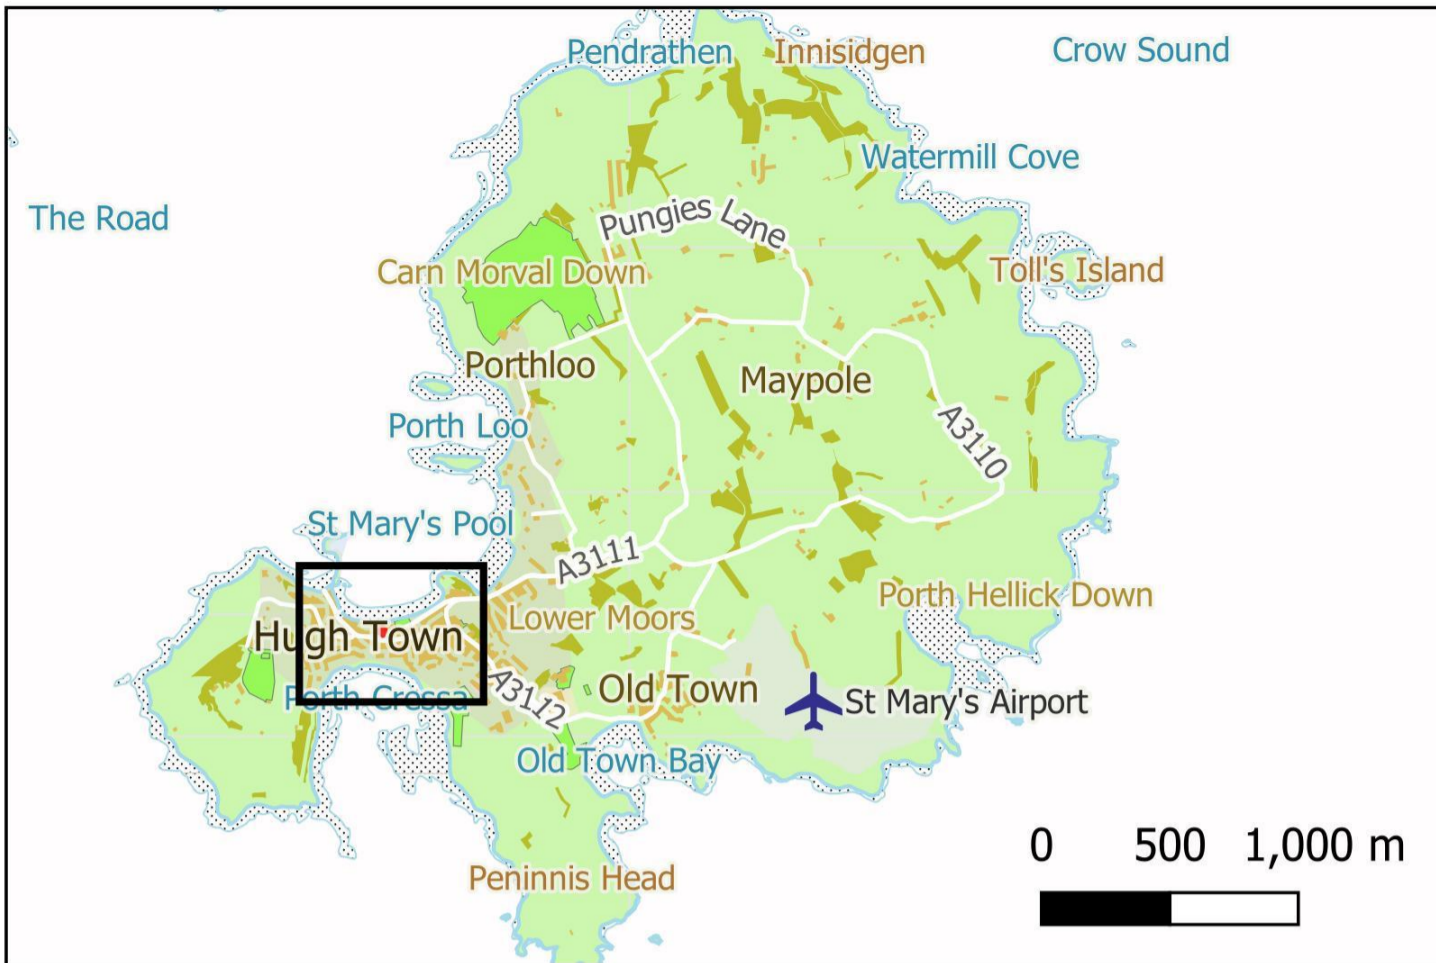 Pendrathen
Innisidgen
Crow Sound
Watermill Cove
The Road
Pungies Lane
Carn Morval Down
Toll's Island
Porthloo
Maypole
Porth Loo
A3110
St Mary's Pool
A3111
Lower Moors
Porth Hellick Down
Hugh Town
Porth Cressa
A3112
Old Town
St Mary's Airport
Old Town Bay
Peninnis Head
0 500 1,000 m